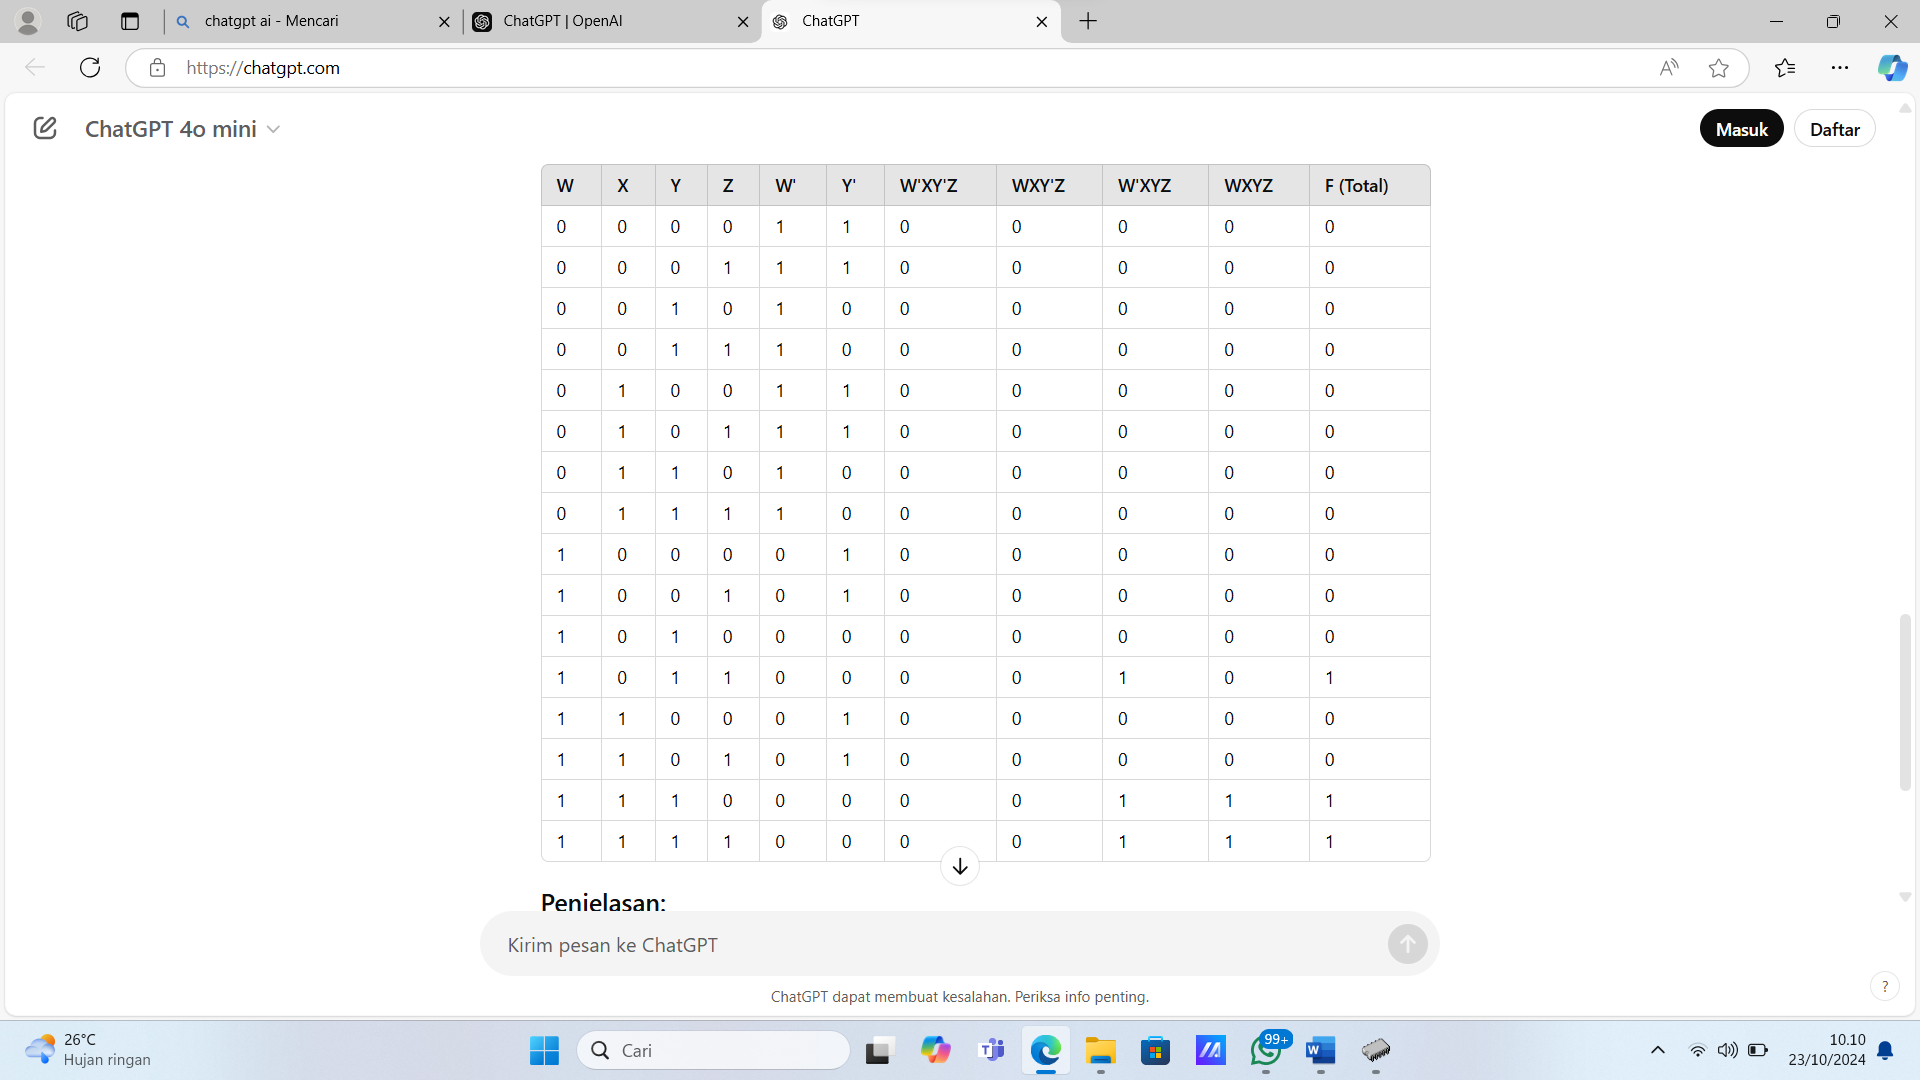 chatgpt ai - Mencari
ChatGPT | OpenAI
ChatGPT
https://chatgpt.com
ChatGPT 4o mini
Masuk
Daftar
W X Y Z W' Y' W'XY'Z WXY'Z W'XYZ WXYZ F (Total)
0 0 0 0 1 1 0 0 0 0 0
0 0 0 1 1 1 0 0 0 0 0
0 0 1 0 1 0 0 0 0 0 0
0 0 1 1 1 0 0 0 0 0 0
0 1 0 0 1 1 0 0 0 0 0
0 1 0 1 1 1 0 0 0 0 0
0 1 1 0 1 0 0 0 0 0 0
0 1 1 1 1 0 0 0 0 0 0
1 0 0 0 0 1 0 0 0 0 0
1 0 0 1 0 1 0 0 0 0 0
1 0 1 0 0 0 0 0 0 0 0
1 0 1 1 0 0 0 0 1 0 1
1 1 0 0 0 1 0 0 0 0 0
1 1 0 1 0 1 0 0 0 0 0
1 1 1 0 0 0 0 0 1 1 1
1 1 1 1 0 0 0 0 1 1 1
Penjelasan:
Kirim pesan ke ChatGPT
ChatGPT dapat membuat kesalahan. Periksa info penting.
?
26°C
Hujan ringan
Cari
99+
10.10
23/10/2024